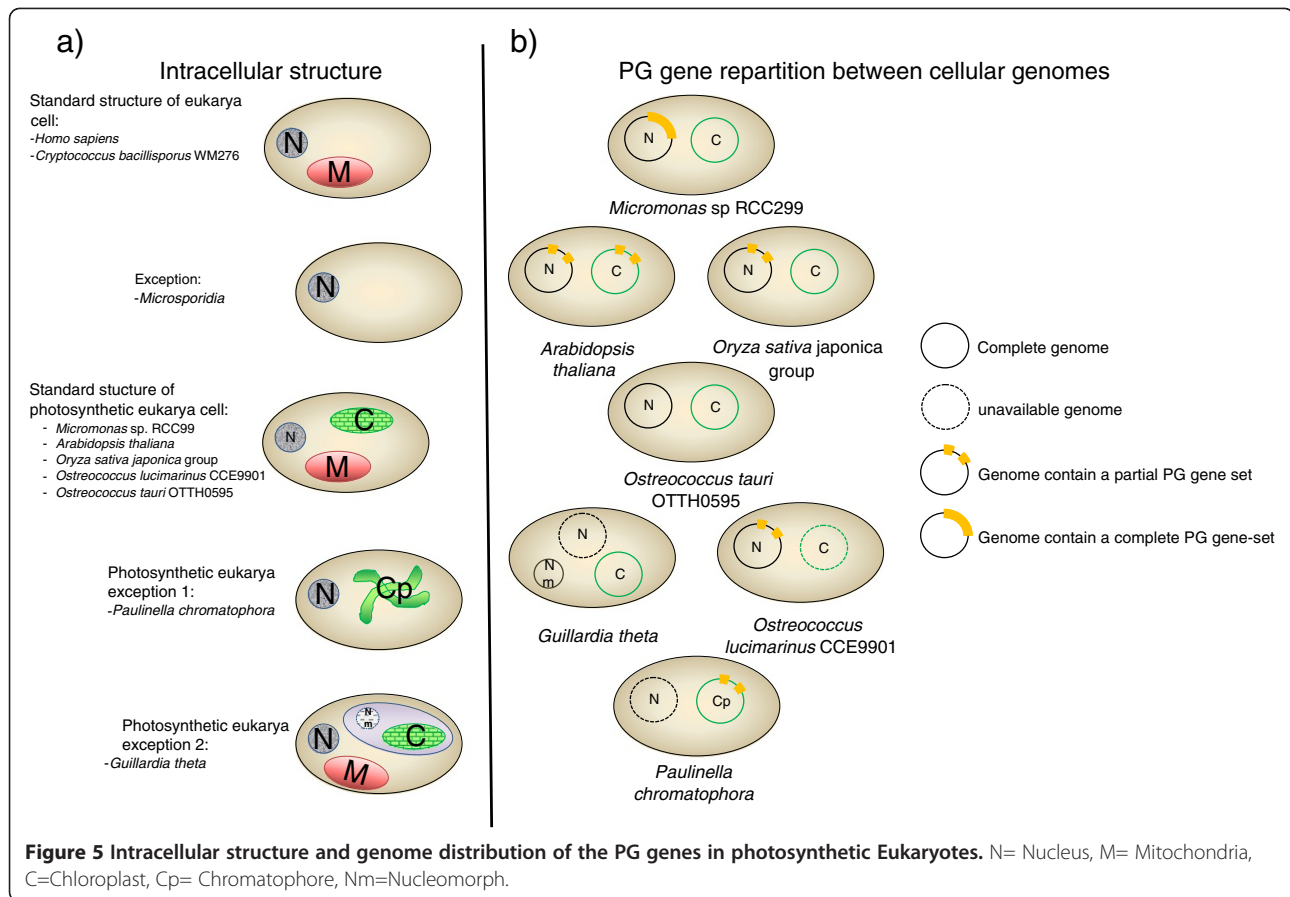 a)
Intracellular structure
Standard structure of eukarya
cell:
-Homo sapiens
-Cryptococcus bacillisporus WM276
N
M
Exception:
-Microsporidia
N
Standard stucture of
photosynthetic eukarya cell:
- Micromonas sp. RCC99
- Arabidopsis thaliana
- Oryza sativa japonica group
- Ostreococcus lucimarinus CCE9901
- Ostreococcus tauri OTTH0595
N
C
M
Photosynthetic eukarya
exception 1:
-Paulinella chromatophora
N
Cp
Photosynthetic eukarya
exception 2:
-Guillardia theta
N
N
m
C
M
b)
PG gene repartition between cellular genomes
N
C
Micromonas sp RCC299
N
C
Arabidopsis
thaliana
N
C
Oryza sativa japonica
group
N
C
Ostreococcus tauri
OTTH0595
N
N
m
C
Guillardia theta
N
C
Ostreococcus
lucimarinus CCE9901
N
Cp
Paulinella
chromatophora
Complete genome
unavailable genome
Genome contain a partial PG gene set
Genome contain a complete PG gene-set
Figure 5 Intracellular structure and genome distribution of the PG genes in photosynthetic Eukaryotes. N= Nucleus, M= Mitochondria,
C=Chloroplast, Cp= Chromatophore, Nm=Nucleomorph.